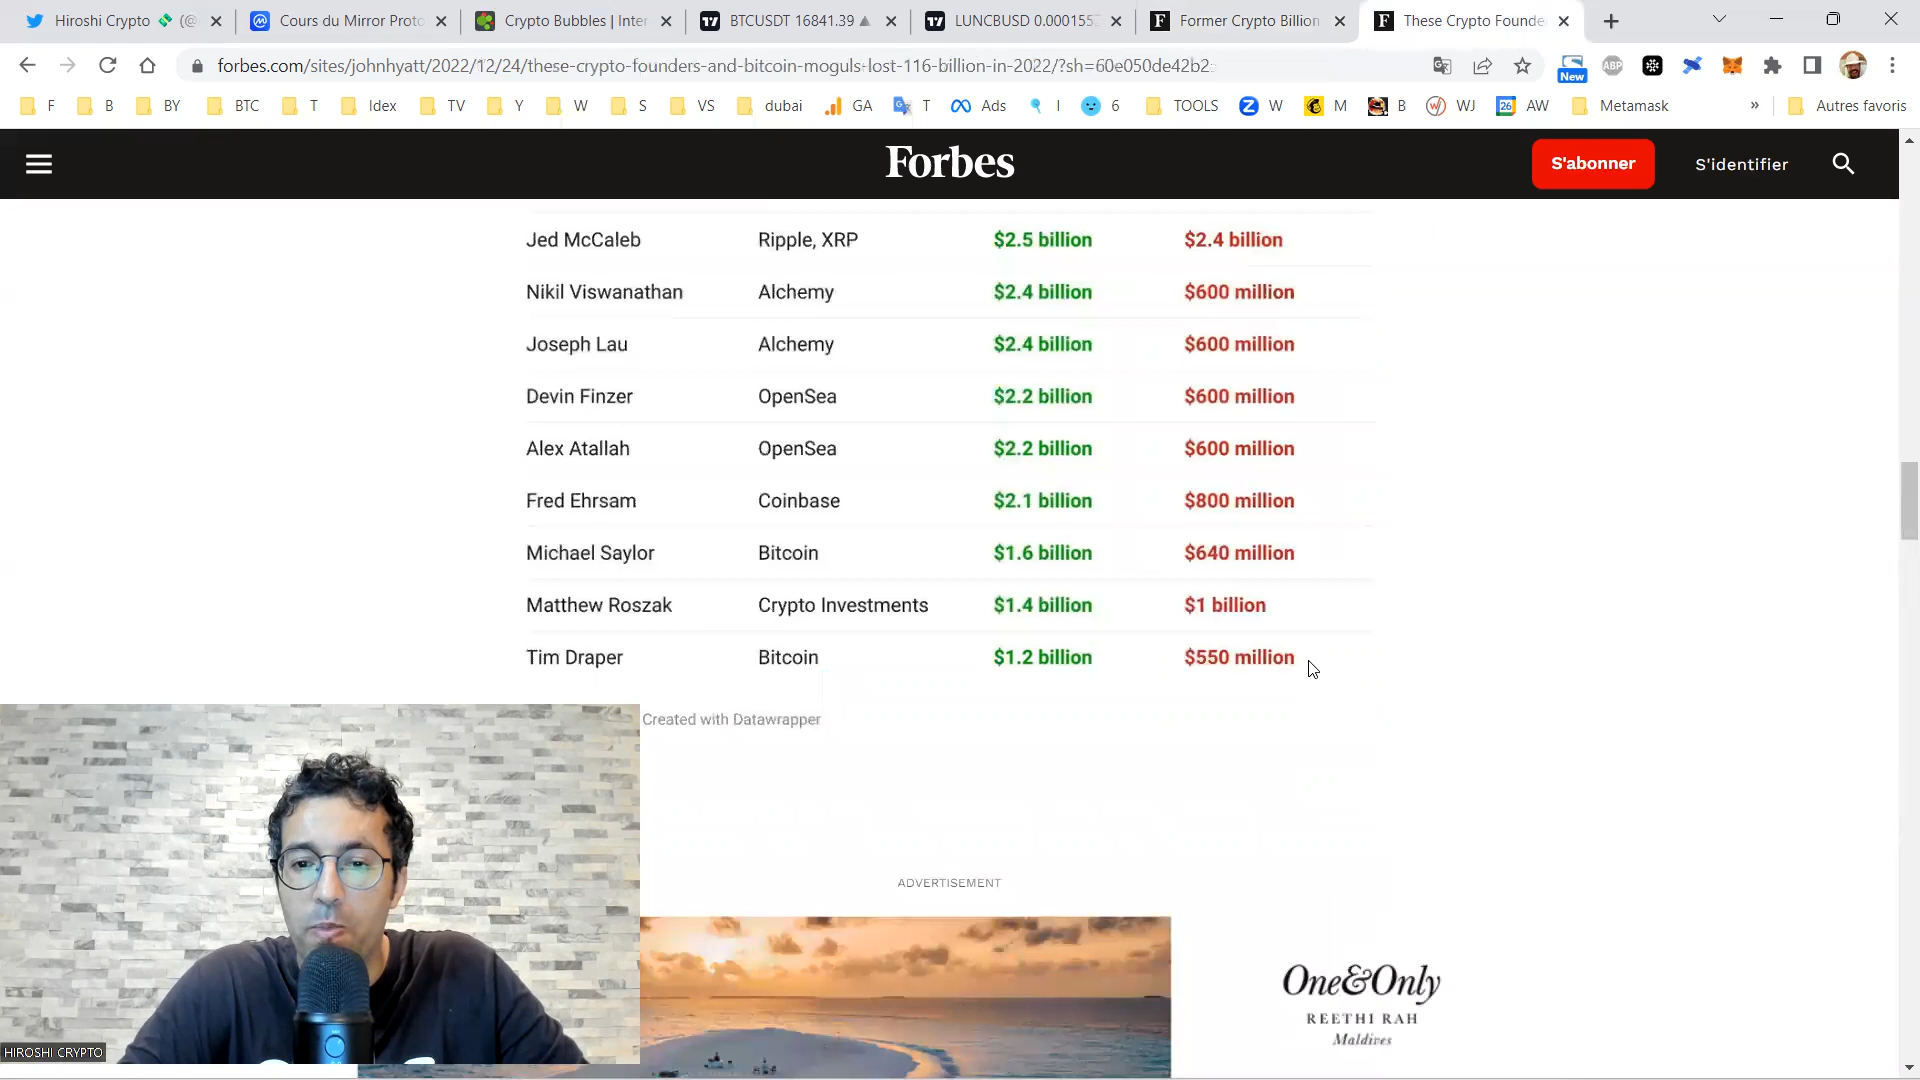 Hiroshi Crypto
Cours du Mirror Proto
Crypto Bubbles | Inter
BTCUSDT 16841.39
LUNCBUSD 0.000155
Former Crypto Billion
These Crypto Founde
forbes.com/sites/johnhyatt/2022/12/24/these-crypto-founders-and-bitcoin-moguls-lost-116-billion-in-2022/?sh=60e050de42b2
ABP
New
F B BY BTC T Idex TV Y W S VS dubai GA T Ads I 6 TOOLS W M B WJ 26 AW Metamask » Autres favoris
Forbes
S'abonner
S'identifier
Jed McCaleb Ripple, XRP $2.5 billion $2.4 billion
Nikil Viswanathan Alchemy $2.4 billion $600 million
Joseph Lau Alchemy $2.4 billion $600 million
Devin Finzer OpenSea $2.2 billion $600 million
Alex Atallah OpenSea $2.2 billion $600 million
Fred Ehrsam Coinbase $2.1 billion $800 million
Michael Saylor Bitcoin $1.6 billion $640 million
Matthew Roszak Crypto Investments $1.4 billion $1 billion
Tim Draper Bitcoin $1.2 billion $550 million
Created with Datawrapper
ADVERTISEMENT
One&Only
REETHI RAH
Maldives
HIROSHI CRYPTO